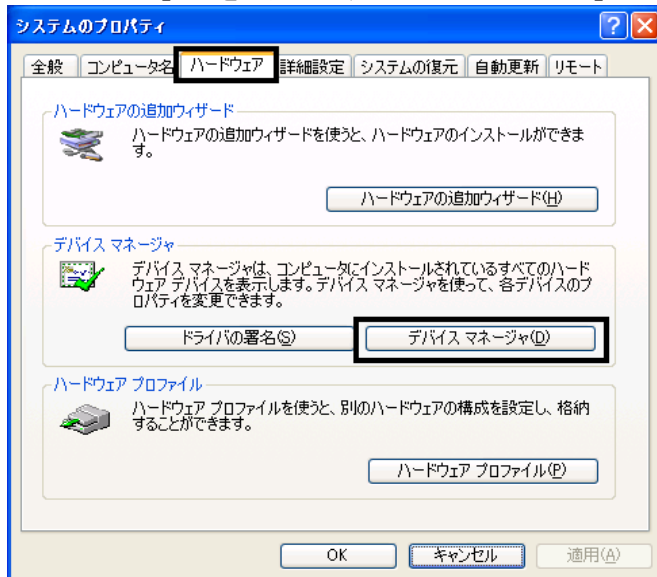 システムのプロパティ
全般 コンピュータ名 ハードウェア 詳細設定 システムの復元 自動更新 リモート
ハードウェアの追加ウィザード
ハードウェアの追加ウィザードを使うと、ハードウェアのインストールができま
す。
ハードウェアの追加ウィザード(H)
デバイス マネージャ
デバイス マネージャは、コンピュータにインストールされているすべてのハード
ウェア デバイスを表示します。デバイス マネージャを使って、各デバイスのプ
ロパティを変更できます。
ドライバの署名(S) デバイス マネージャ(D)
ハードウェア プロファイル
ハードウェア プロファイルを使うと、別のハードウェアの構成を設定し、格納
することができます。
ハードウェア プロファイル(P)
OK キャンセル 適用(A)